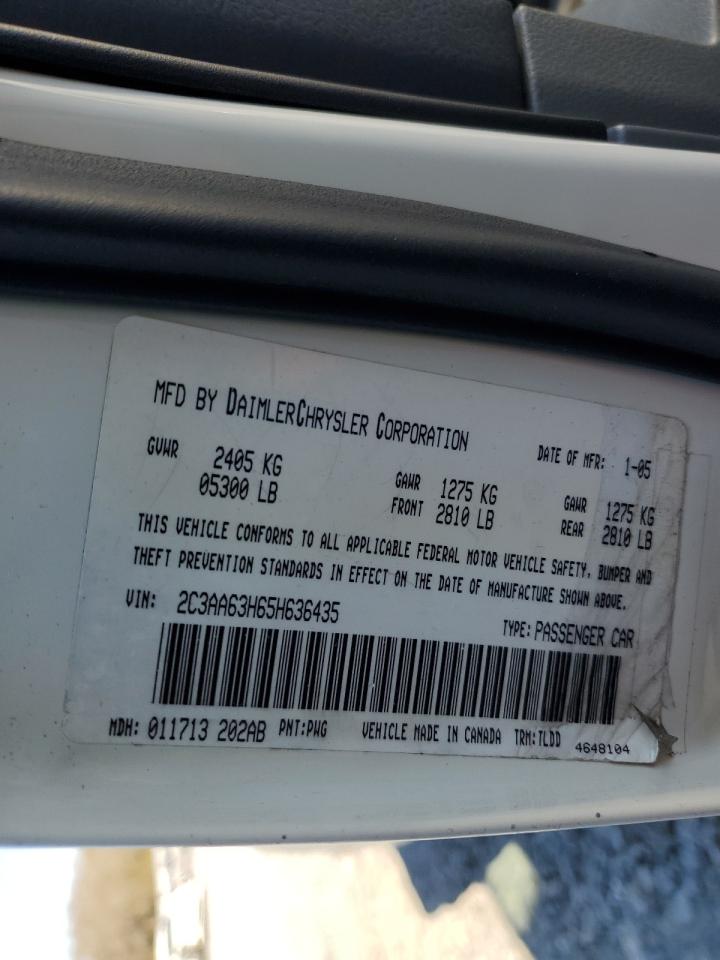 MFD BY DAIMLERCHRYSLER CORPORATION DATE OF MFR: 1-05
GVWR 2405 KG 05300 LB GAWR FRONT 1275 KG 2810 LB GAWR REAR 1275 KG 2810 LB
THIS VEHICLE CONFORMS TO ALL APPLICABLE FEDERAL MOTOR VEHICLE SAFETY, BUMPER AND
THEFT PREVENTION STANDARDS IN EFFECT ON THE DATE OF MANUFACTURE SHOWN ABOVE.
VIN: 2C3AA63H65H636435 TYPE: PASSENGER CAR
MDH: 011713 202AB PNT:PWG VEHICLE MADE IN CANADA TRM:TLDD 4648104